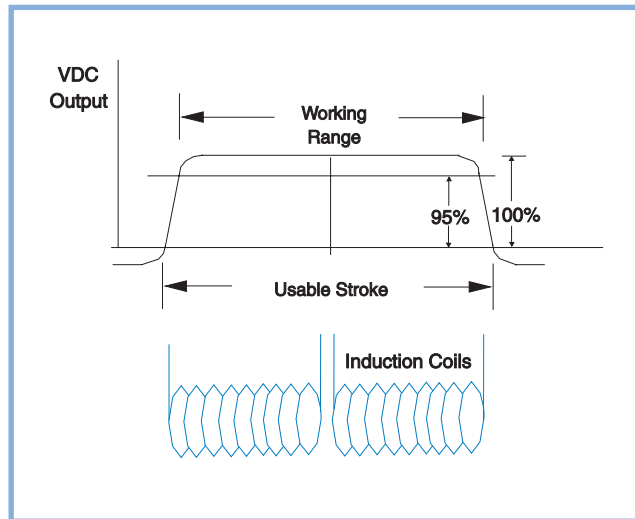 VDC
Output
Working
Range
95%
100%
Usable Stroke
Induction Coils